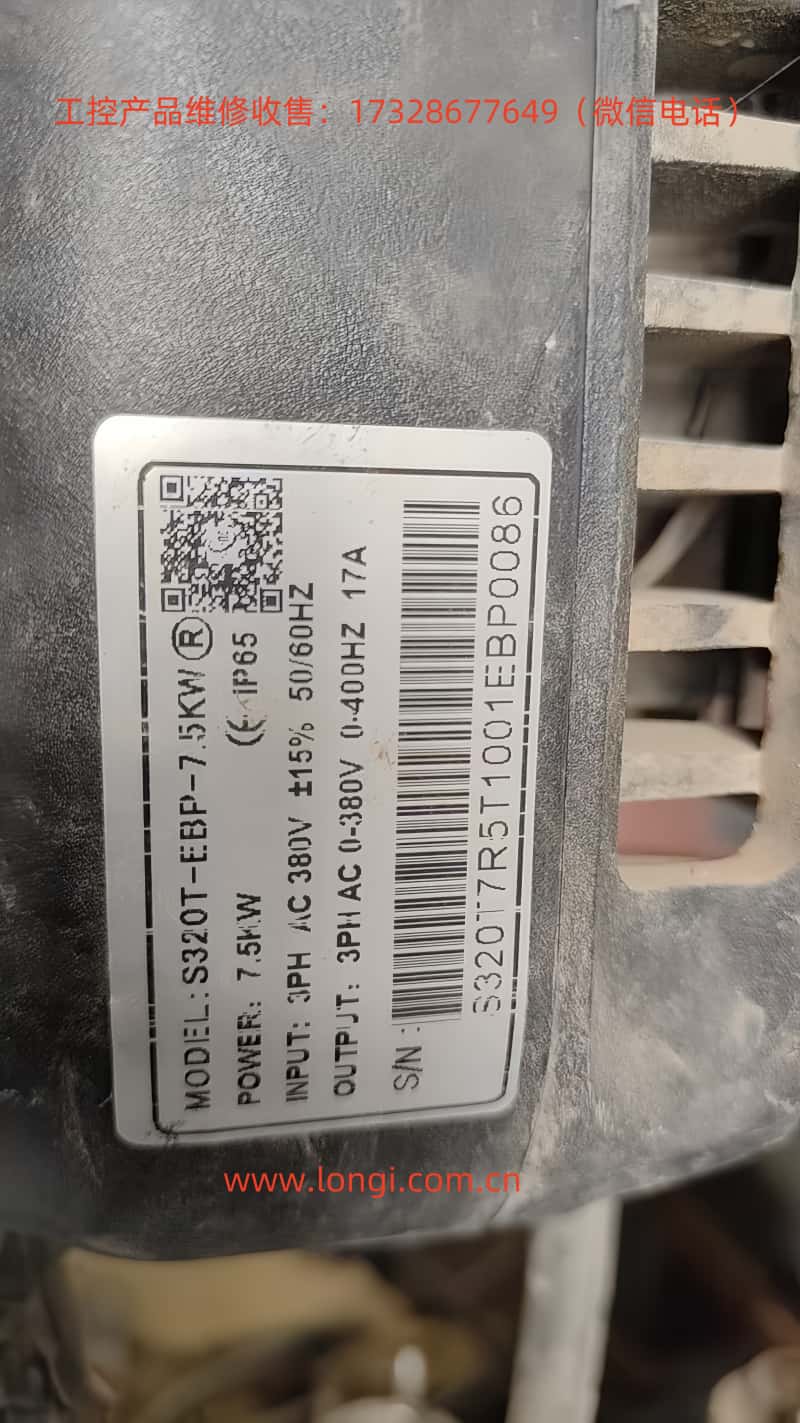 工控产品维修收售：17328677649（微信电话）
MODEL: S320T-EBP-7.5KW Ⓡ
POWER: 7.5KW CE IP65
INPUT: 3PH AC 380V ±15% 50/60HZ
OUTPUT: 3PH AC 0-380V 0-400HZ 17A
S/N:
S320T7R5T1001EBP0086
www.longi.com.cn